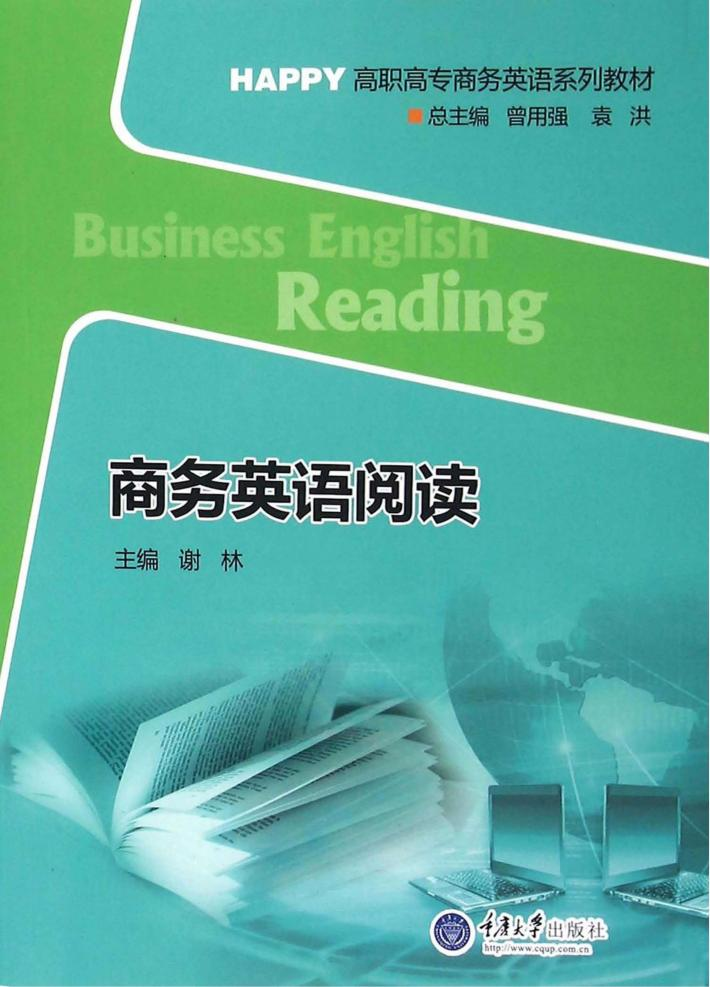 HAPPY 高职高专商务英语系列教材
总主编 曾用强 袁 洪
Business English
Reading
商务英语阅读
主编 谢 林
重庆大学出版社
http://www.cqup.com.cn